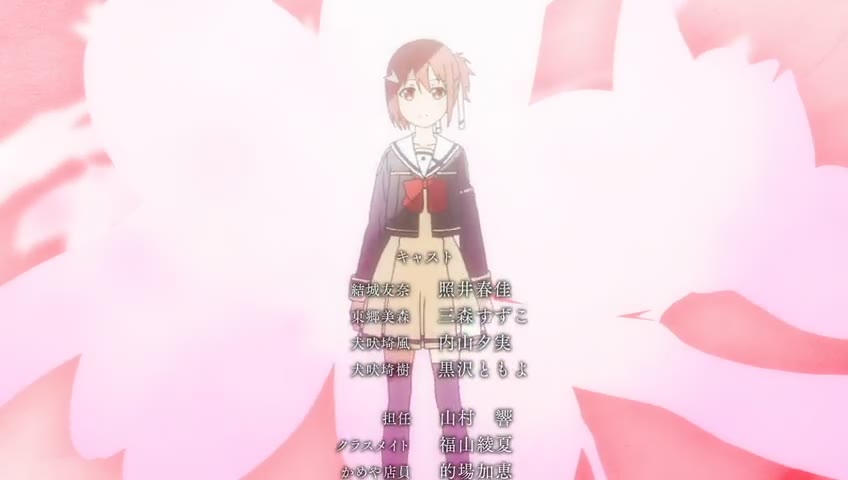 キャスト
結城友奈 照井春佳
東郷美森 三森すずこ
犬吠埼風 内山夕実
犬吠埼樹 黒沢ともよ
担任 山村 響
クラスメイト 福山綾夏
かめや店員 的場加恵